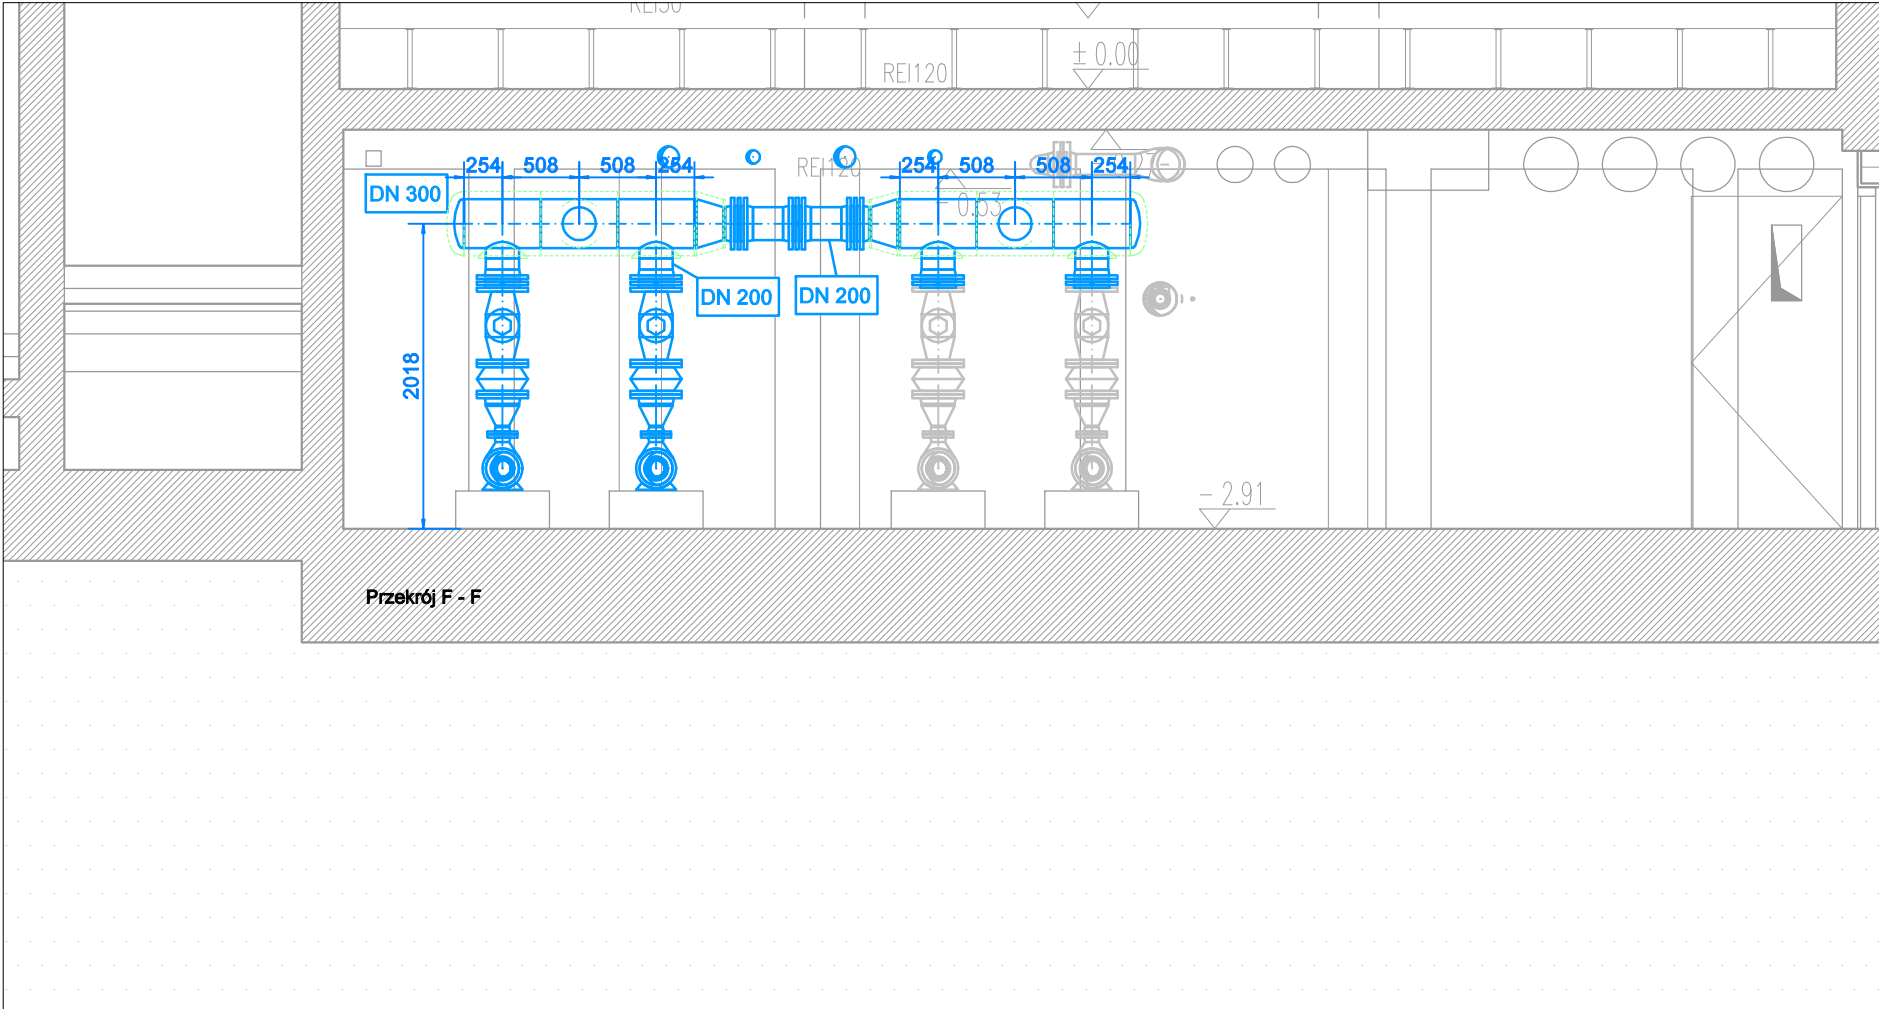 REI30
± 0.00
REI120
254 508 508 254
REI120
254 508 508 254
DN 300
- 0.53
DN 200
DN 200
2018
- 2.91
Przekrój F - F